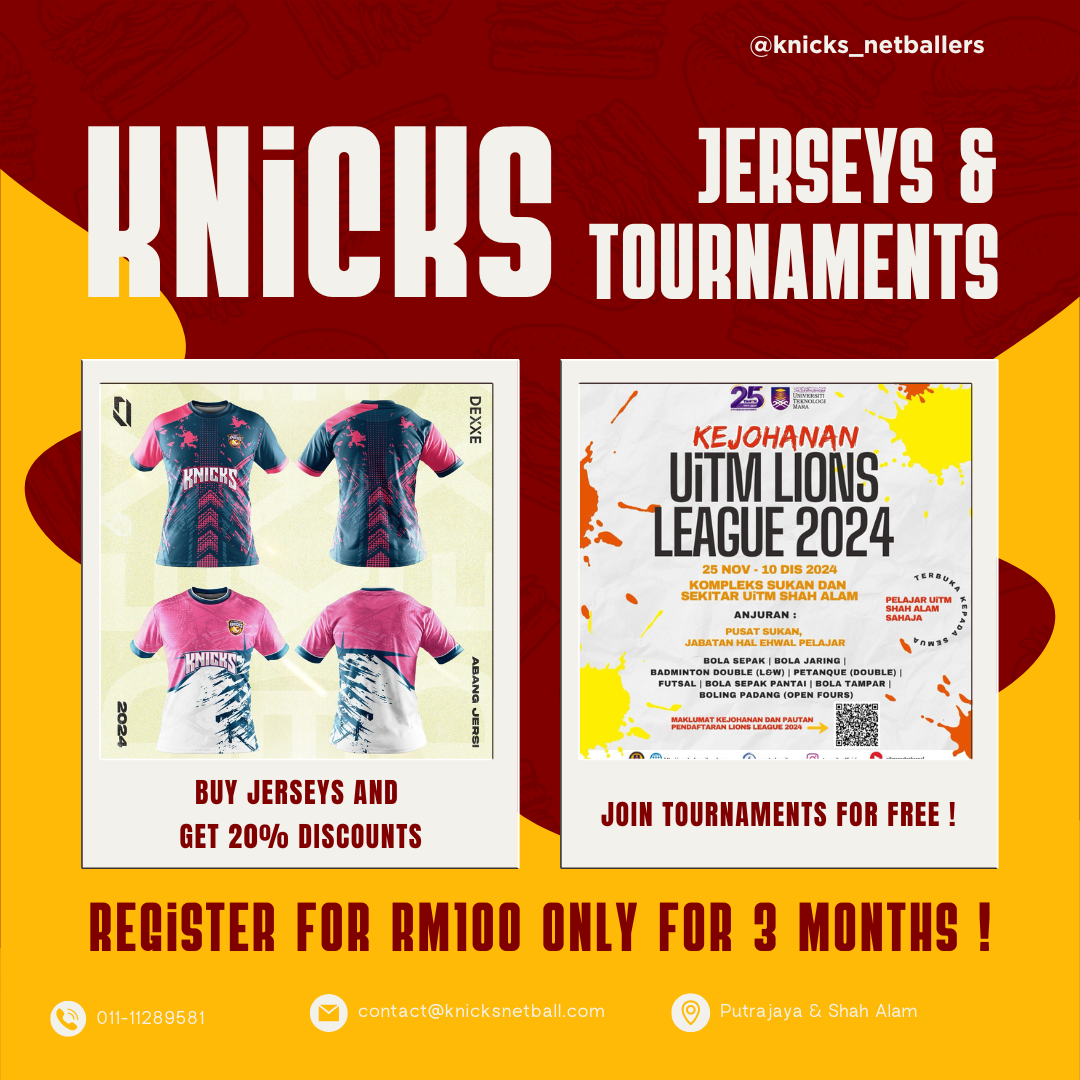 @knicks_netballers
KNiCKS
JERSEYS &
TOURNAMENTS
DEXXE
KNICKS
KNICKS
2024
ABANG JERSI
BUY JERSEYS AND
GET 20% DISCOUNTS
25
UNIVERSITI
TEKNOLOGI
MARA
KEJOHANAN
UiTM LIONS
LEAGUE 2024
25 NOV - 10 DIS 2024
KOMPLEKS SUKAN DAN
SEKITAR UiTM SHAH ALAM
ANJURAN :
PUSAT SUKAN,
JABATAN HAL EHWAL PELAJAR
TERBUKA KEPADA SEMUA
PELAJAR UiTM
SHAH ALAM
SAHAJA
BOLA SEPAK | BOLA JARING |
BADMINTON DOUBLE (L&W) | PETANQUE (DOUBLE) |
FUTSAL | BOLA SEPAK PANTAI | BOLA TAMPAR |
BOLING PADANG (OPEN FOURS)
MAKLUMAT KEJOHANAN DAN PAUTAN
PENDAFTARAN LIONS LEAGUE 2024
JOIN TOURNAMENTS FOR FREE !
REGiSTER FOR RM100 ONLY FOR 3 MONTHS !
011-11289581
contact@knicksnetball.com
Putrajaya & Shah Alam